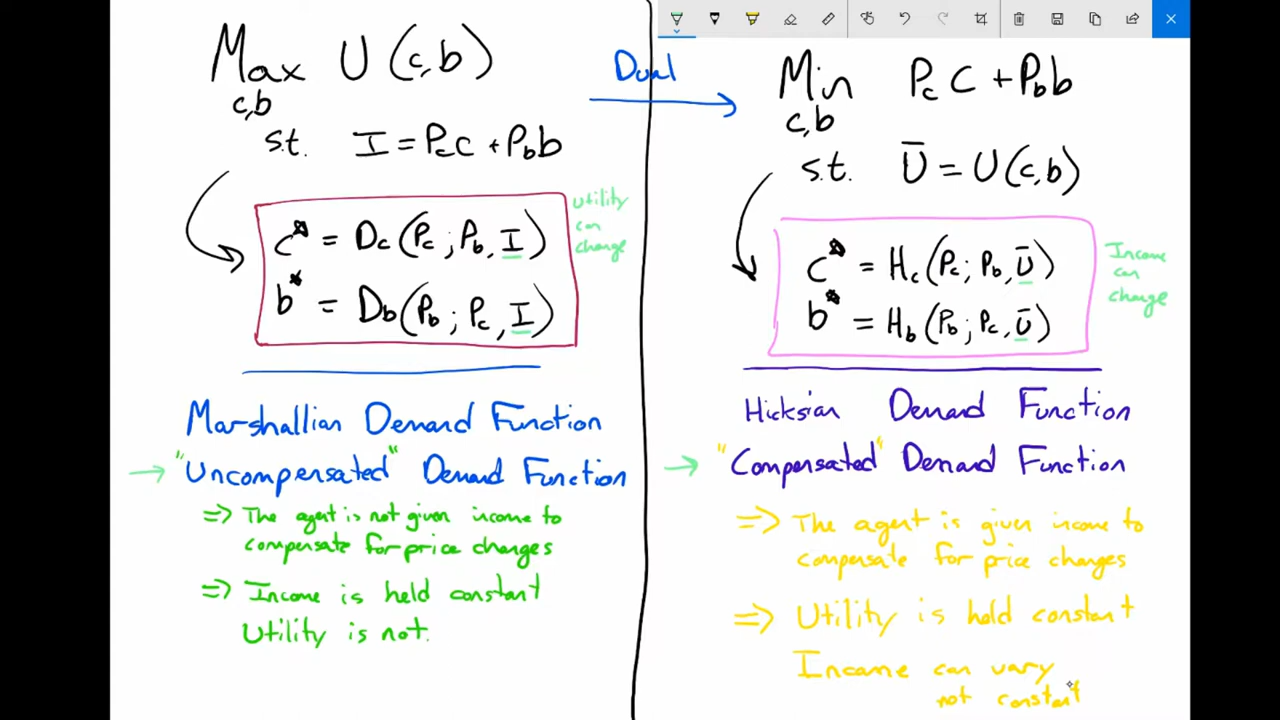 Max U (c,b)
c,b
s.t. I = Pcc + Pbb
c* = Dc (Pc ; Pb, I)
b* = Db (Pb ; Pc, I)
Utility
can
change
Marshallian Demand Function
"Uncompensated" Demand Function
⇒ The agent is not given income to
compensate for price changes
⇒ Income is held constant
Utility is not.
Dual
Min Pc C + Pb b
c,b
s.t. Ū = U(c,b)
c* = Hc (Pc ; Pb, Ū)
b* = Hb (Pb ; Pc, Ū)
Income
can
change
Hicksian Demand Function
"Compensated" Demand Function
⇒ The agent is given income to
compensate for price changes
⇒ Utility is held constant
Income can vary
not constant